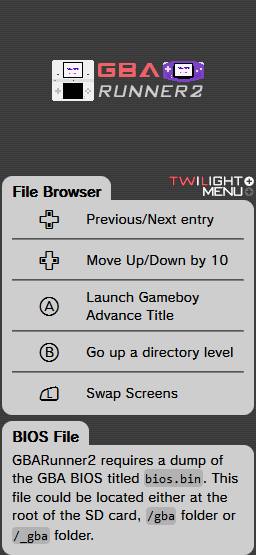 GBA
RUNNER2
TWiLIGHT
MENU
File Browser
Previous/Next entry
Move Up/Down by 10
A
Launch Gameboy
Advance Title
B
Go up a directory level
L
Swap Screens
BIOS File
GBARunner2 requires a dump of
the GBA BIOS titled bios.bin. This
file could be located either at the
root of the SD card, /gba folder or
/_gba folder.